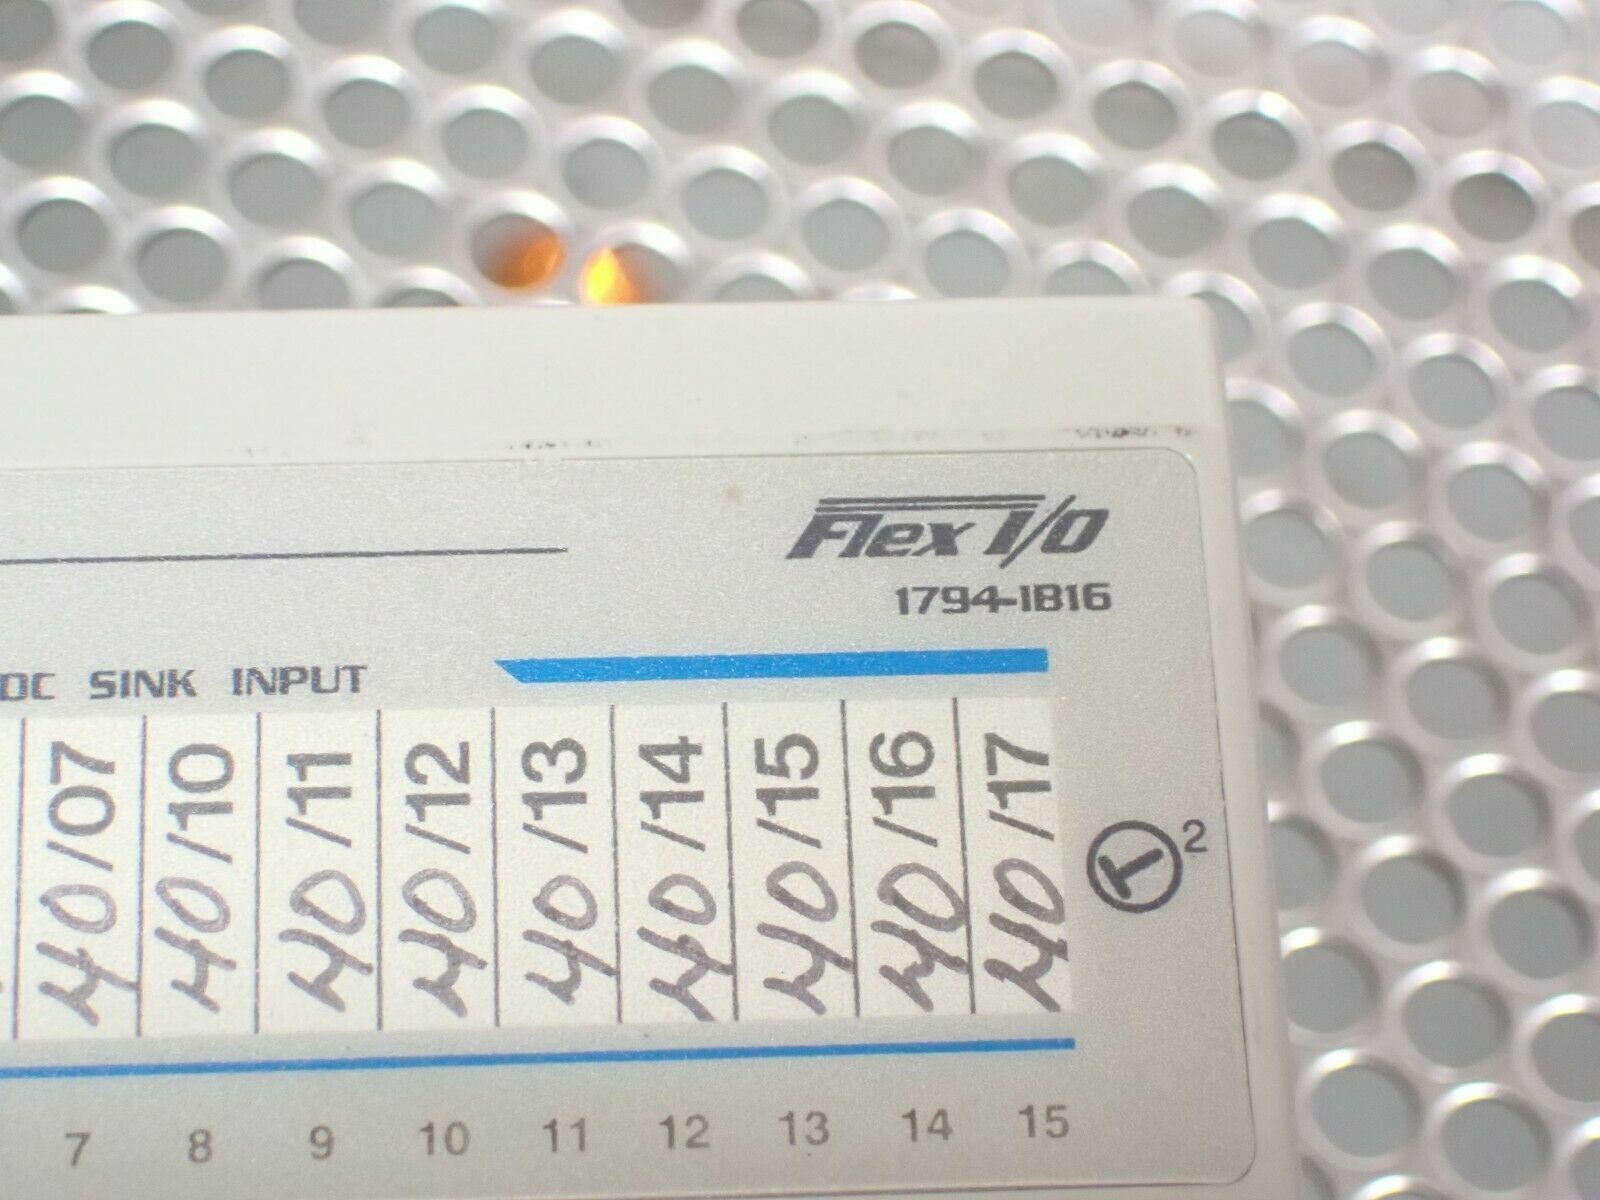 Flex I/O
1794-IB16
DC SINK INPUT
40/07 40/10 40/11 40/12 40/13 40/14 40/15 40/16 40/17
T 2
7 8 9 10 11 12 13 14 15